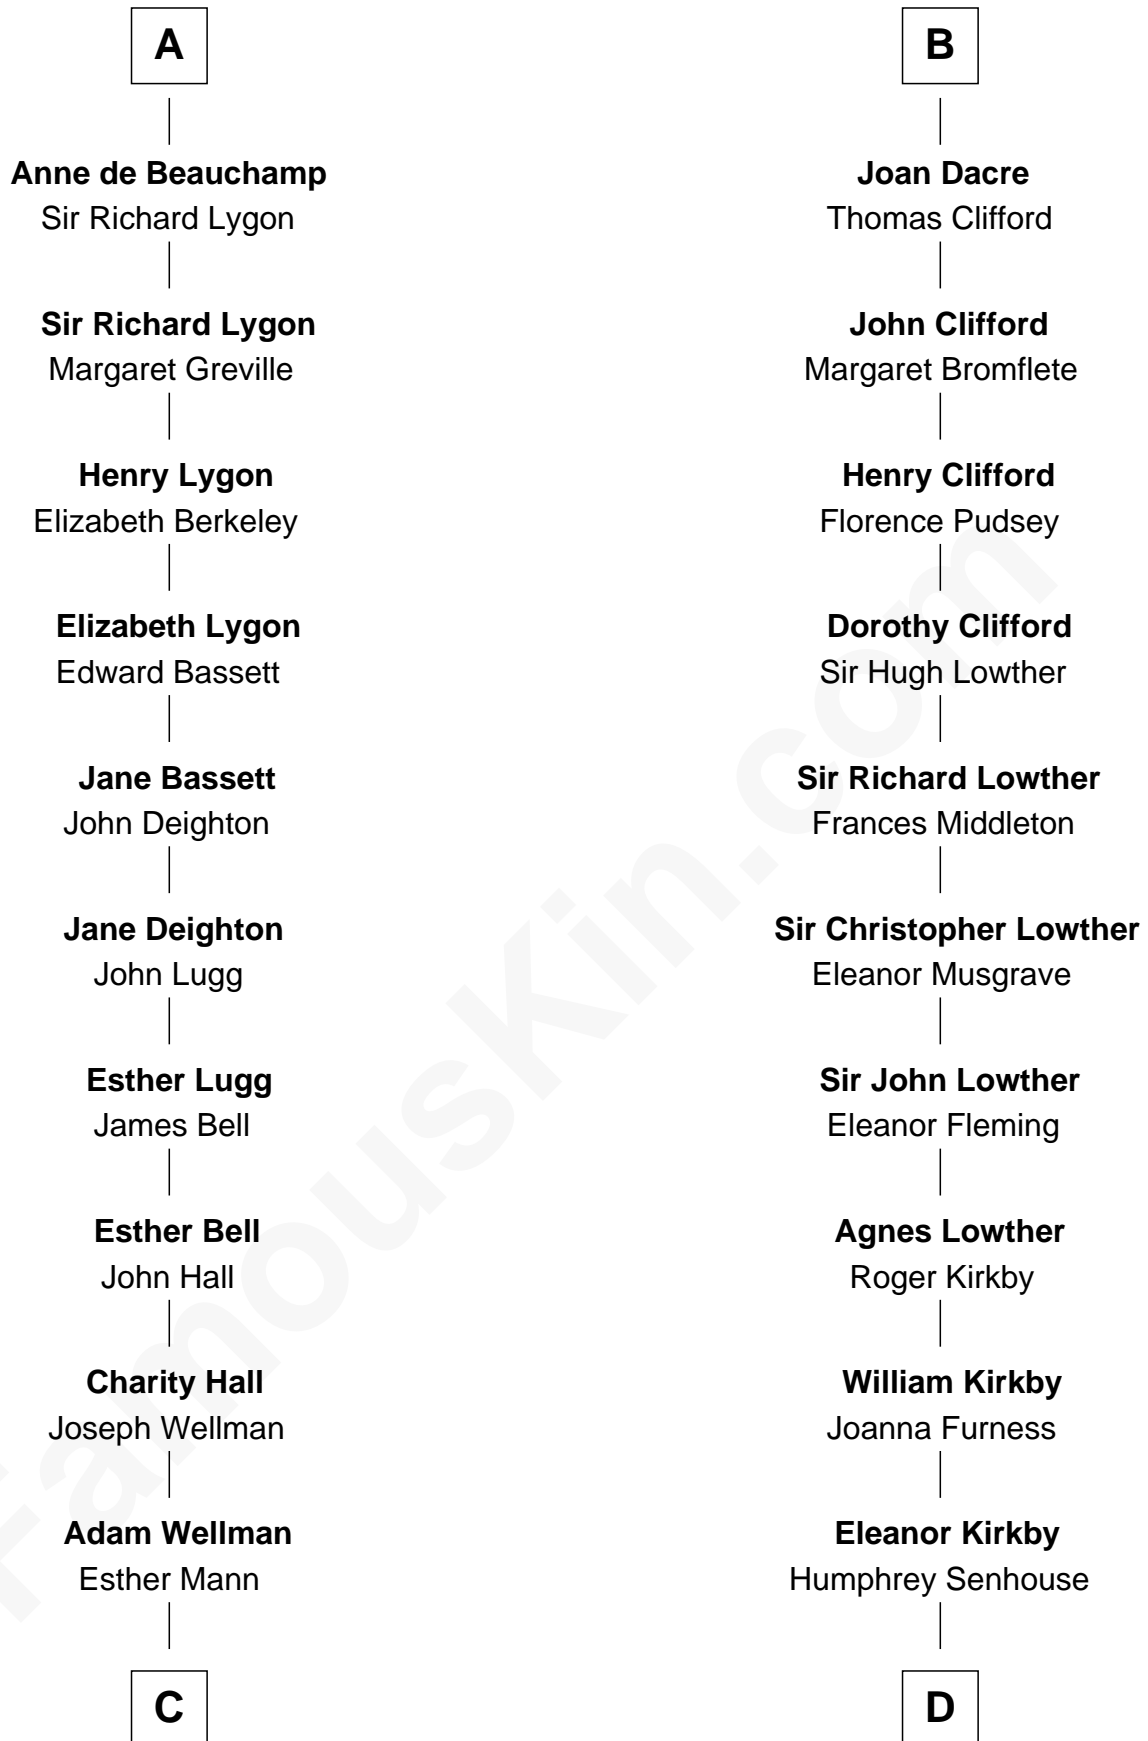 A
Anne de Beauchamp
Sir Richard Lygon
Sir Richard Lygon
Margaret Greville
Henry Lygon
Elizabeth Berkeley
Elizabeth Lygon
Edward Bassett
Jane Bassett
John Deighton
Jane Deighton
John Lugg
Esther Lugg
James Bell
Esther Bell
John Hall
Charity Hall
Joseph Wellman
Adam Wellman
Esther Mann
C
B
Joan Dacre
Thomas Clifford
John Clifford
Margaret Bromflete
Henry Clifford
Florence Pudsey
Dorothy Clifford
Sir Hugh Lowther
Sir Richard Lowther
Frances Middleton
Sir Christopher Lowther
Eleanor Musgrave
Sir John Lowther
Eleanor Fleming
Agnes Lowther
Roger Kirkby
William Kirkby
Joanna Furness
Eleanor Kirkby
Humphrey Senhouse
D
FamousKin.com